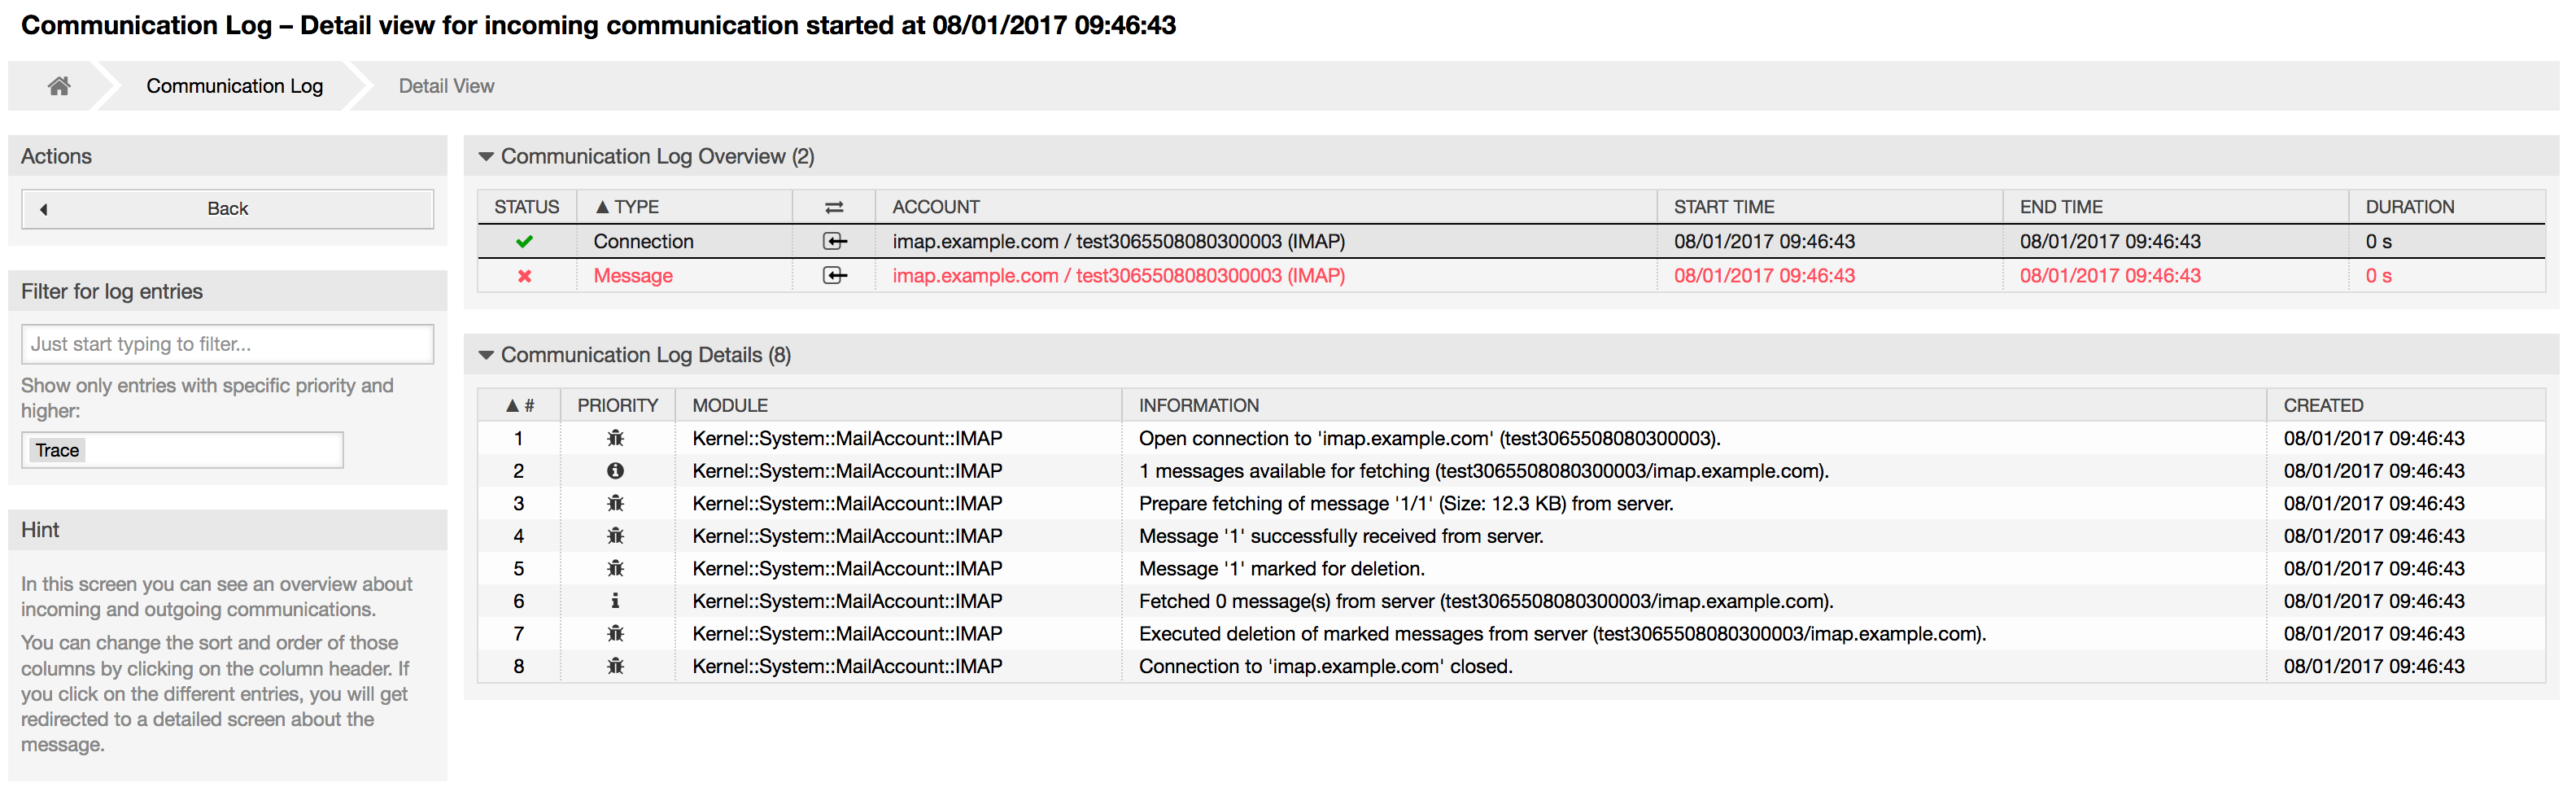 Communication Log – Detail view for incoming communication started at 08/01/2017 09:46:43
Communication Log Detail View
Actions
Back
Filter for log entries
Just start typing to filter...
Show only entries with specific priority and
higher:
Trace
Hint
In this screen you can see an overview about
incoming and outgoing communications.
You can change the sort and order of those
columns by clicking on the column header. If
you click on the different entries, you will get
redirected to a detailed screen about the
message.
Communication Log Overview (2)
STATUS ▲ TYPE ⇄ ACCOUNT START TIME END TIME DURATION
Connection imap.example.com / test3065508080300003 (IMAP) 08/01/2017 09:46:43 08/01/2017 09:46:43 0 s
Message imap.example.com / test3065508080300003 (IMAP) 08/01/2017 09:46:43 08/01/2017 09:46:43 0 s
Communication Log Details (8)
▲ # PRIORITY MODULE INFORMATION CREATED
1 Kernel::System::MailAccount::IMAP Open connection to 'imap.example.com' (test3065508080300003). 08/01/2017 09:46:43
2 Kernel::System::MailAccount::IMAP 1 messages available for fetching (test3065508080300003/imap.example.com). 08/01/2017 09:46:43
3 Kernel::System::MailAccount::IMAP Prepare fetching of message '1/1' (Size: 12.3 KB) from server. 08/01/2017 09:46:43
4 Kernel::System::MailAccount::IMAP Message '1' successfully received from server. 08/01/2017 09:46:43
5 Kernel::System::MailAccount::IMAP Message '1' marked for deletion. 08/01/2017 09:46:43
6 Kernel::System::MailAccount::IMAP Fetched 0 message(s) from server (test3065508080300003/imap.example.com). 08/01/2017 09:46:43
7 Kernel::System::MailAccount::IMAP Executed deletion of marked messages from server (test3065508080300003/imap.example.com). 08/01/2017 09:46:43
8 Kernel::System::MailAccount::IMAP Connection to 'imap.example.com' closed. 08/01/2017 09:46:43